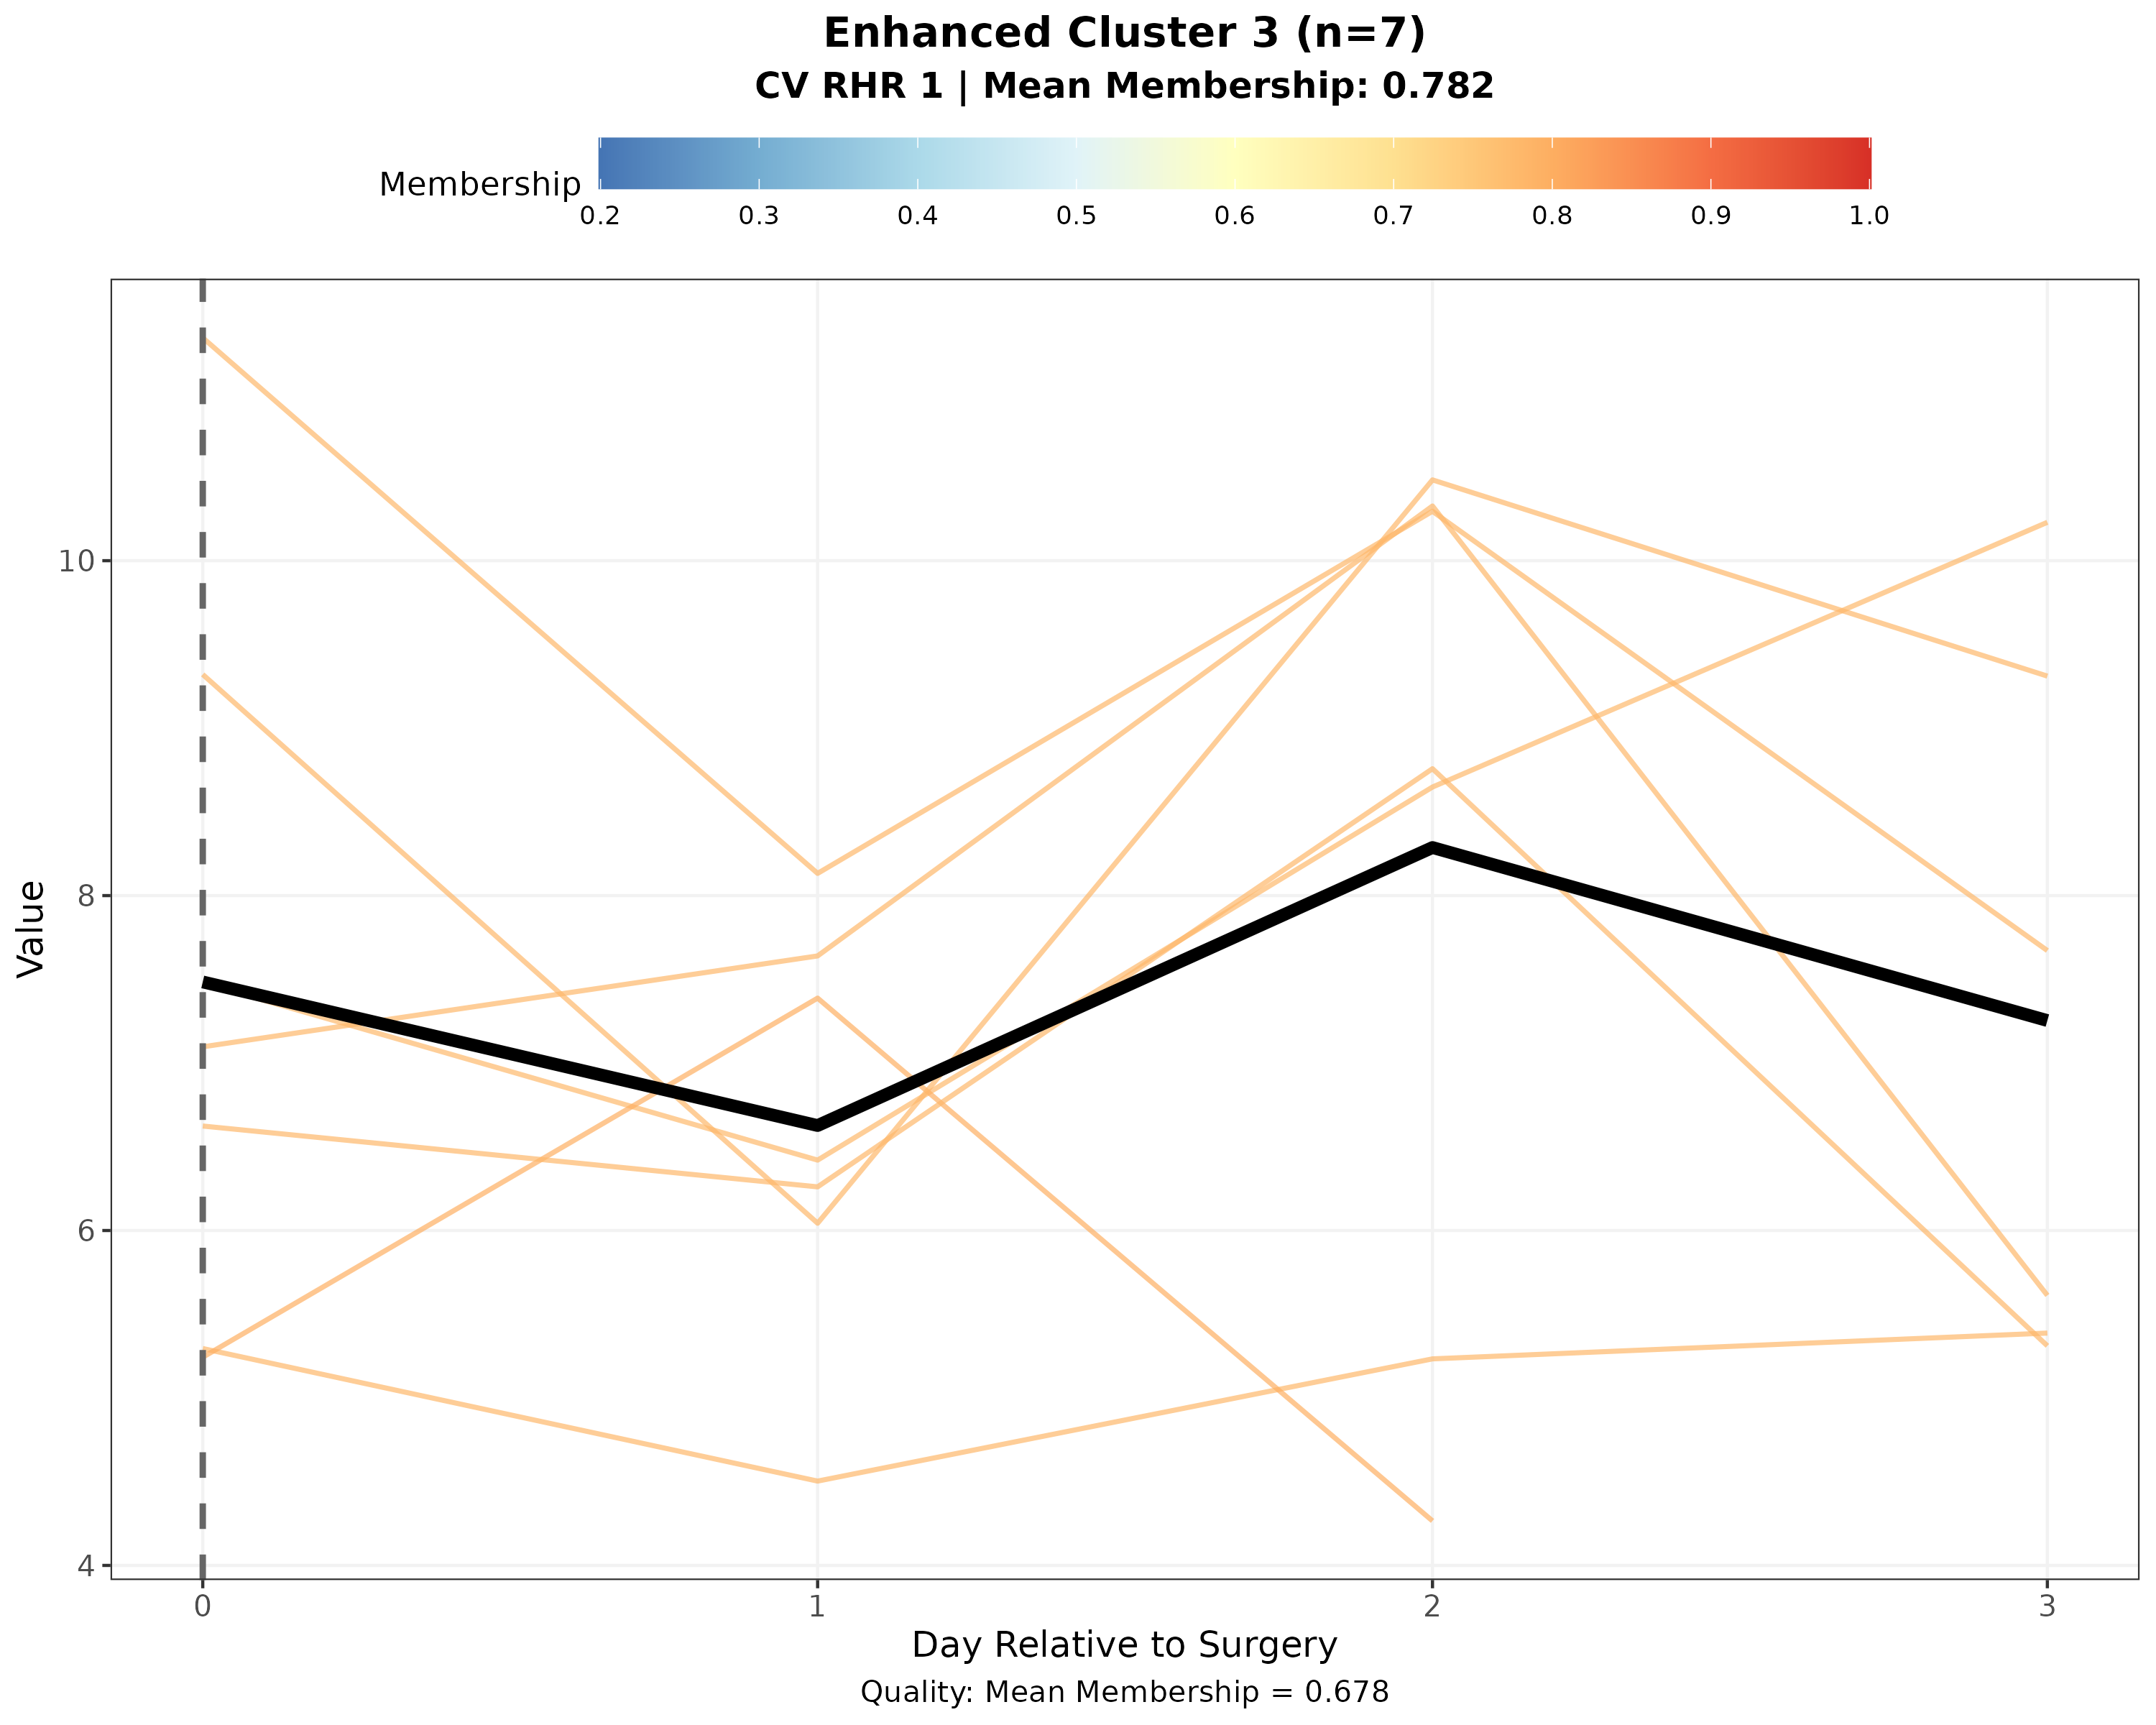 Enhanced Cluster 3 (n=7)
CV RHR 1 | Mean Membership: 0.782
Membership
0.2 0.3 0.4 0.5 0.6 0.7 0.8 0.9 1.0
Value
10
8
6
4
0 1 2 3
Day Relative to Surgery
Quality: Mean Membership = 0.678